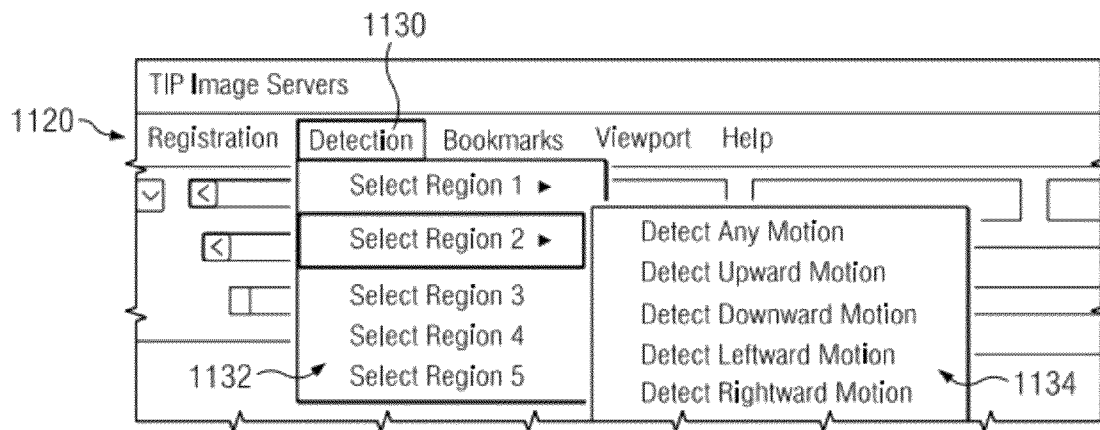 1130
TIP Image Servers
1120
Registration Detection Bookmarks Viewport Help
Select Region 1 ►
Select Region 2 ►
Select Region 3
Select Region 4
Select Region 5
1132
Detect Any Motion
Detect Upward Motion
Detect Downward Motion
Detect Leftward Motion
Detect Rightward Motion
1134